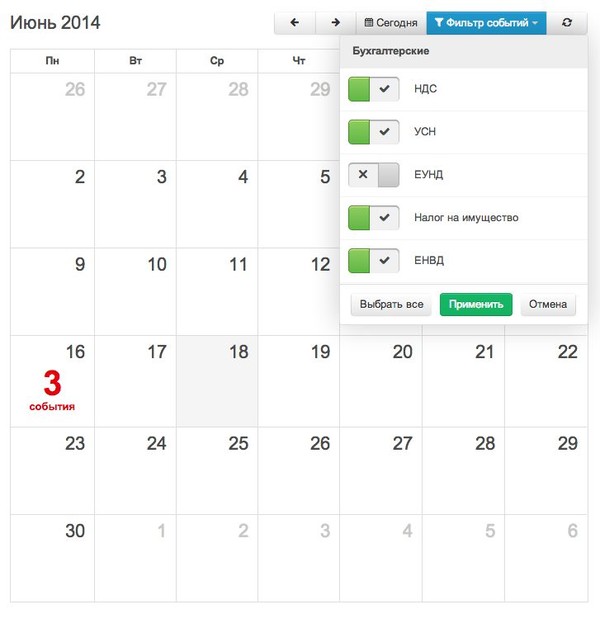 Июнь 2014
Сегодня
Фильтр событий
Пн Вт Ср Чт
Бухгалтерские
26 27 28 29
НДС
УСН
2 3 4 5
ЕУНД
Налог на имущество
9 10 11 12
ЕНВД
Выбрать все Применить Отмена
16 17 18 19 20 21 22
3
события
23 24 25 26 27 28 29
30 1 2 3 4 5 6